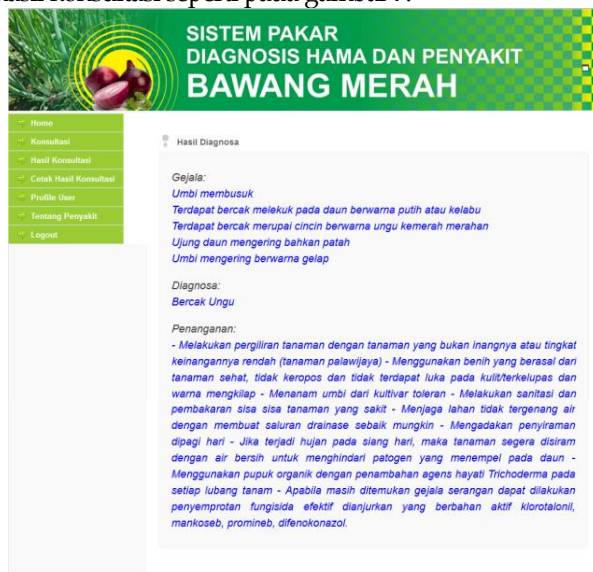 SISTEM PAKAR
DIAGNOSIS HAMA DAN PENYAKIT
BAWANG MERAH
Home
Konsultasi
Hasil Konsultasi
Cetak Hasil Konsultasi
Profile User
Tentang Penyakit
Logout
Hasil Diagnosa
Gejala:
Umbi membusuk
Terdapat bercak melekuk pada daun berwarna putih atau kelabu
Terdapat bercak merupai cincin berwarna ungu kemerah merahan
Ujung daun mengering bahkan patah
Umbi mengering berwarna gelap
Diagnosa:
Bercak Ungu
Penanganan:
- Melakukan pergiliran tanaman dengan tanaman yang bukan inangnya atau tingkat
keinangannya rendah (tanaman palawijaya) - Menggunakan benih yang berasal dari
tanaman sehat, tidak keropos dan tidak terdapat luka pada kulit/terkelupas dan
warna mengkilap - Menanam umbi dari kultivar toleran - Melakukan sanitasi dan
pembakaran sisa sisa tanaman yang sakit - Menjaga lahan tidak tergenang air
dengan membuat saluran drainase sebaik mungkin - Mengadakan penyiraman
dipagi hari - Jika terjadi hujan pada siang hari, maka tanaman segera disiram
dengan air bersih untuk menghindari patogen yang menempel pada daun -
Menggunakan pupuk organik dengan penambahan agens hayati Trichoderma pada
setiap lubang tanam - Apabila masih ditemukan gejala serangan dapat dilakukan
penyemprotan fungisida efektif dianjurkan yang berbahan aktif klorotalonil,
mankoseb, promineb, difenokonazol.